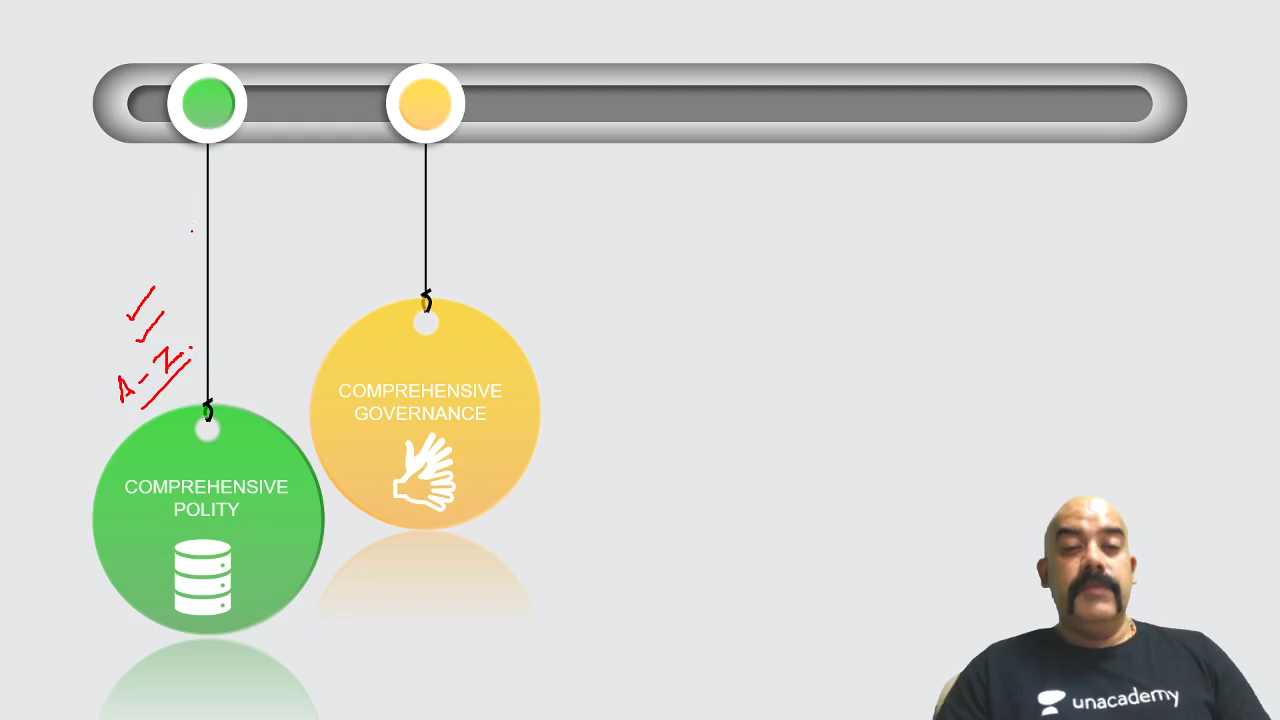 A-Z.
COMPREHENSIVE
GOVERNANCE
COMPREHENSIVE
POLITY
unacademy